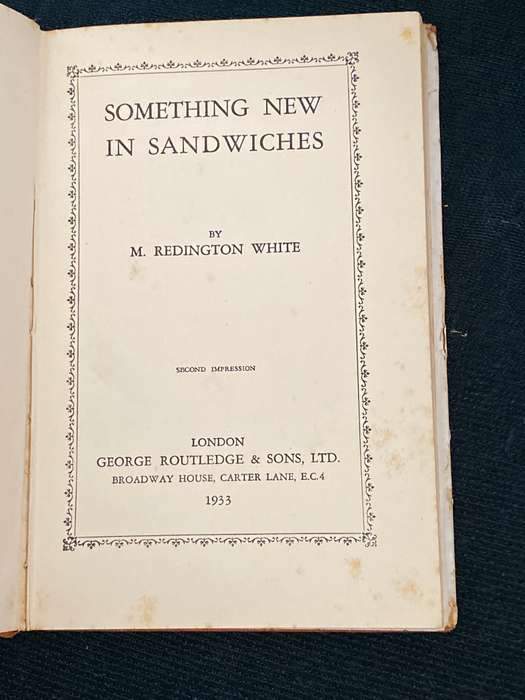 SOMETHING NEW
IN SANDWICHES
BY
M. REDINGTON WHITE
SECOND IMPRESSION
LONDON
GEORGE ROUTLEDGE & SONS, LTD.
BROADWAY HOUSE, CARTER LANE, E.C.4
1933